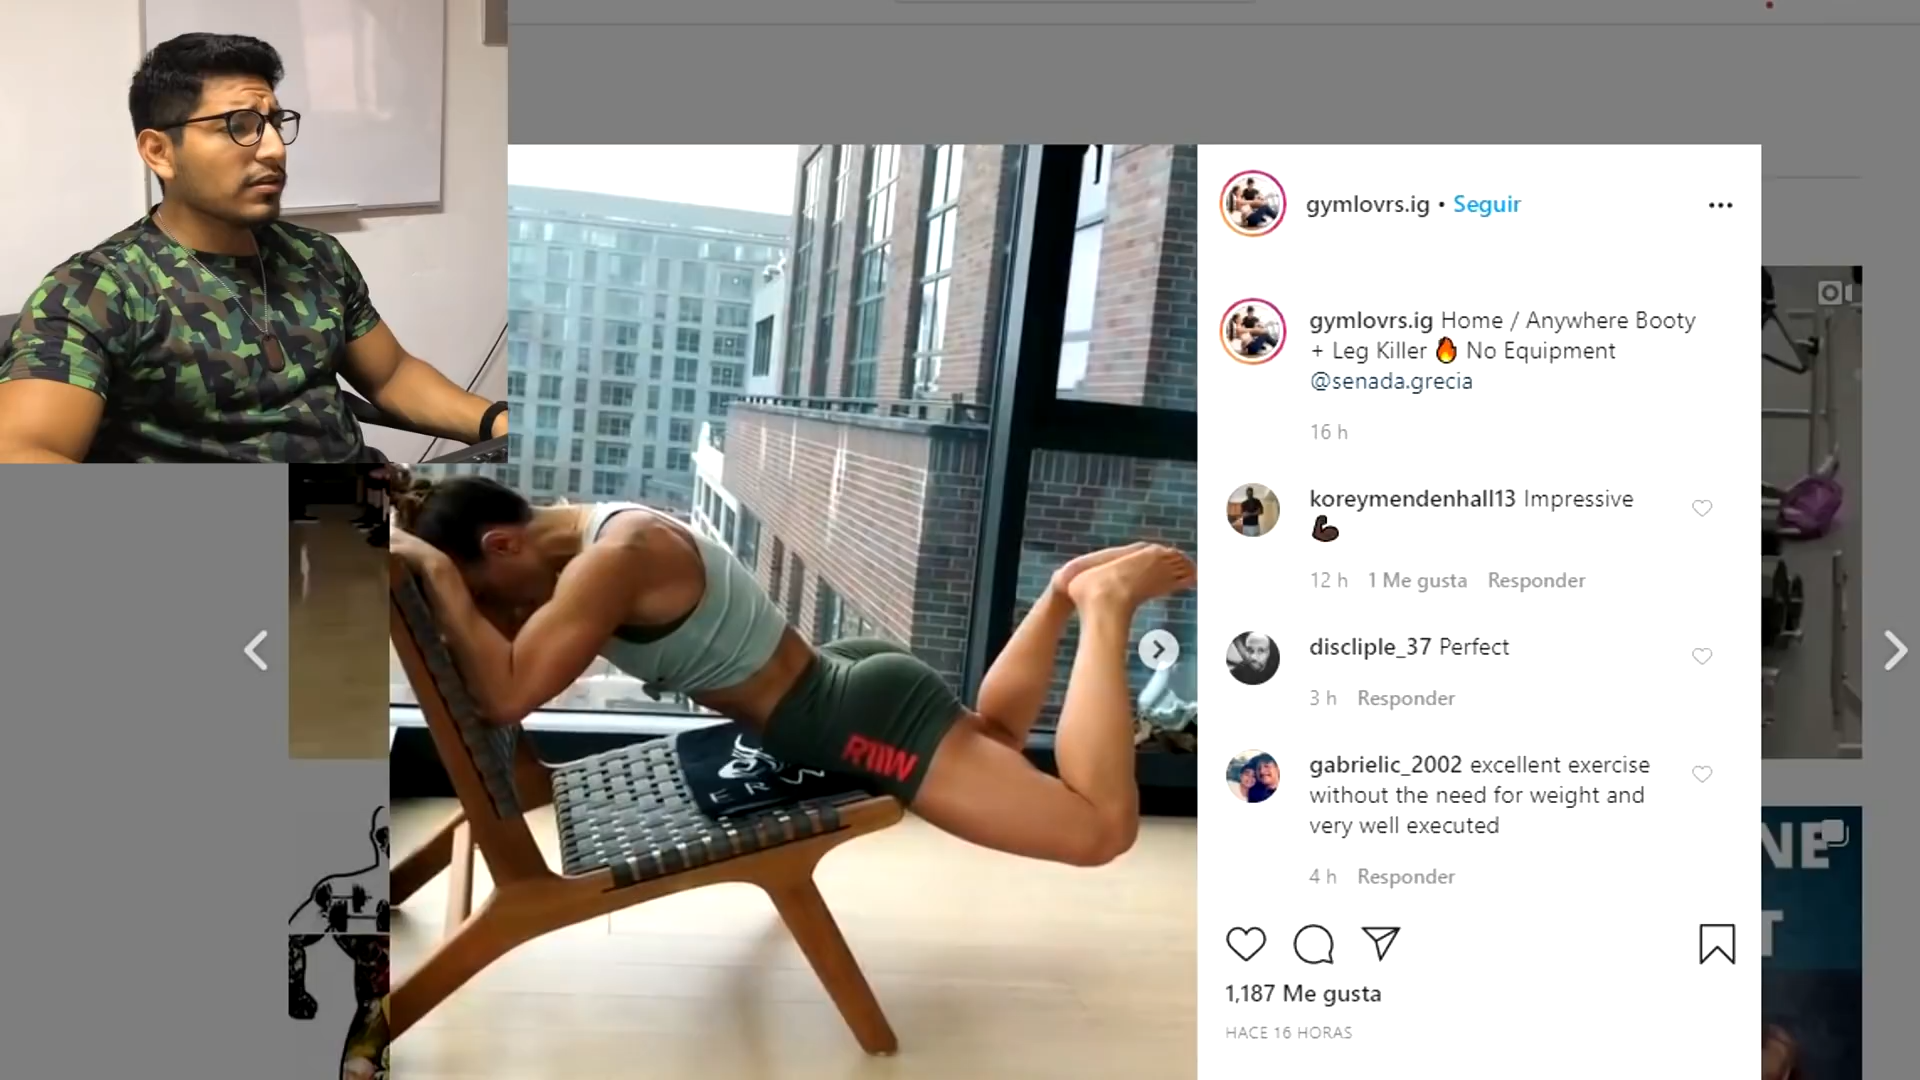 gymlovrs.ig • Seguir
gymlovrs.ig Home / Anywhere Booty
+ Leg Killer 🔥 No Equipment
@senada.grecia
16 h
koreymendenhall13 Impressive
💪🏿
12 h 1 Me gusta Responder
discliple_37 Perfect
3 h Responder
gabrielic_2002 excellent exercise
without the need for weight and
very well executed
4 h Responder
1,187 Me gusta
HACE 16 HORAS